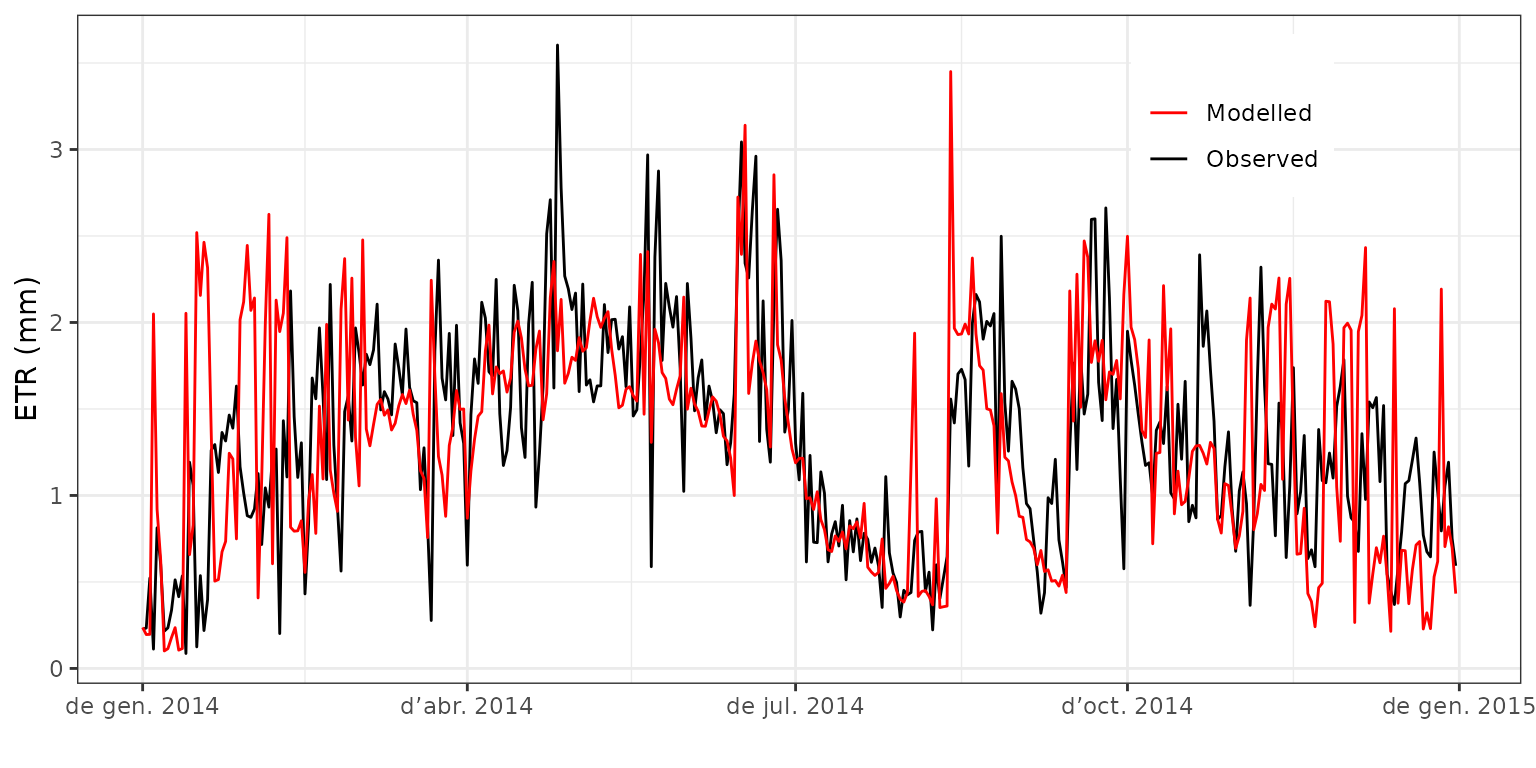 ETR (mm)
3
2
1
0
Modelled
Observed
de gen. 2014
d’abr. 2014
de jul. 2014
d’oct. 2014
de gen. 2015